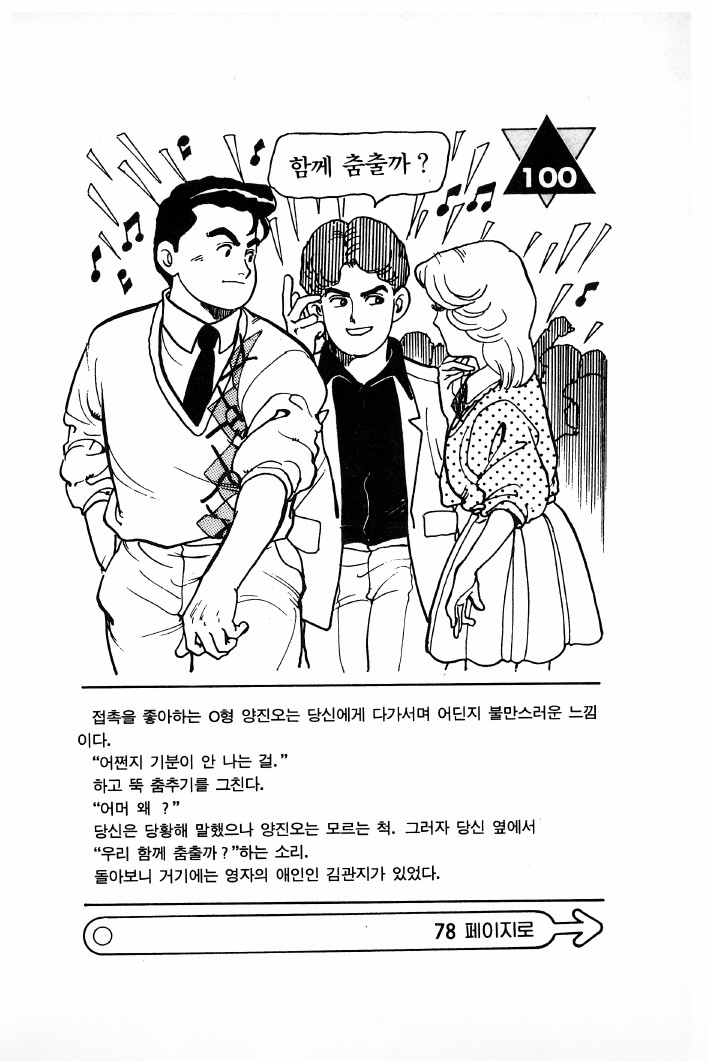 함께 춤출까?
100
접촉을 좋아하는 O형 양진오는 당신에게 다가서며 어딘지 불만스러운 느낌
이다.
“어쩐지 기분이 안 나는 걸.”
하고 뚝 춤추기를 그친다.
“어머 왜 ?”
당신은 당황해 말했으나 양진오는 모르는 척. 그러자 당신 옆에서
“우리 함께 춤출까?”하는 소리.
돌아보니 거기에는 영자의 애인인 김관지가 있었다.
78 페이지로